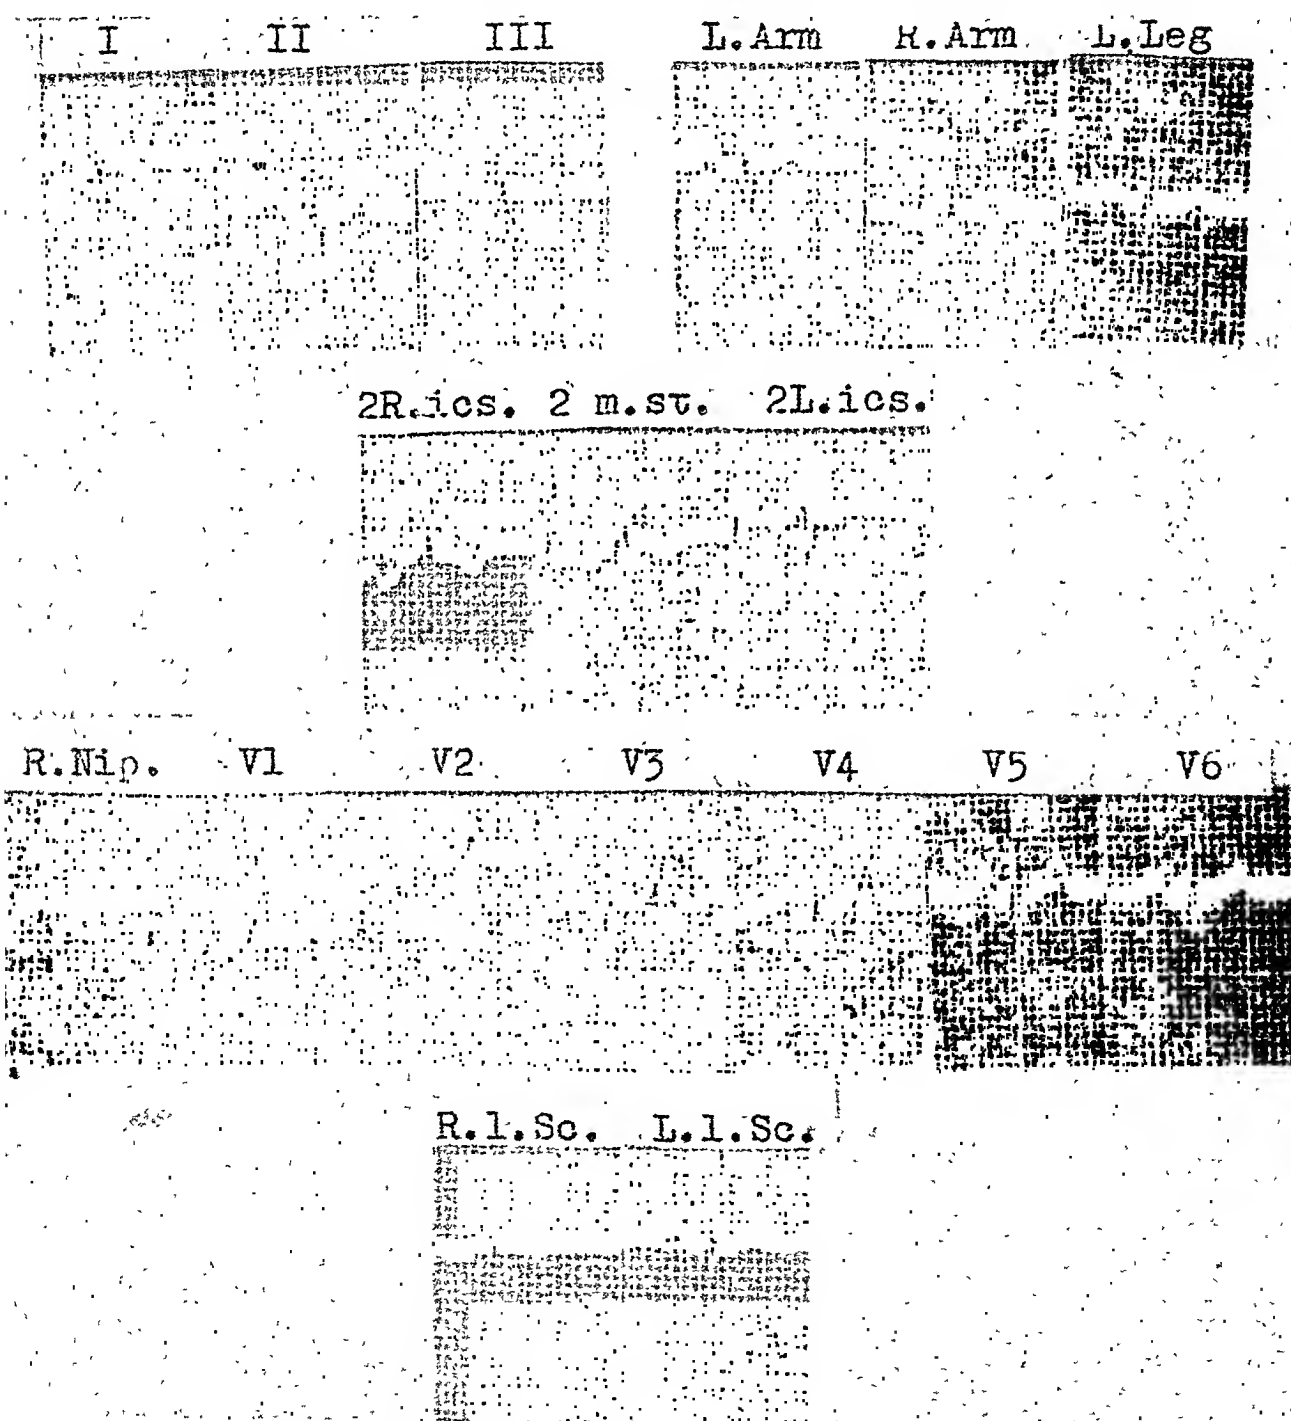 I II III L.Arm R.Arm L.Leg
2R.ics. 2 m.st. 2L.ics.
R.Nip. V1 V2 V3 V4 V5 V6
R.l.Sc. L.l.Sc.